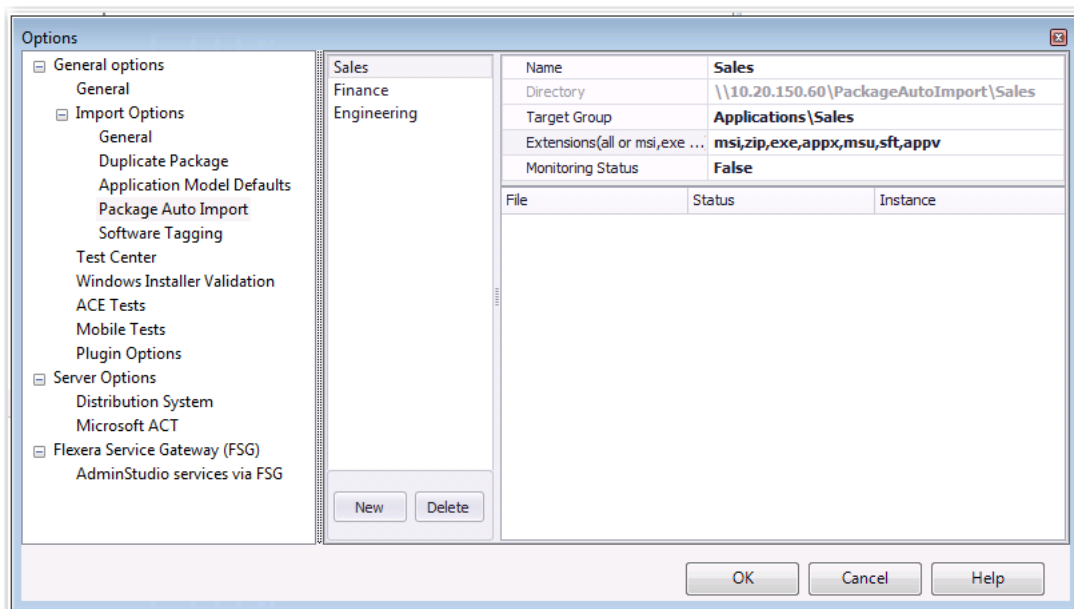 Options
General options
General
Import Options
General
Duplicate Package
Application Model Defaults
Package Auto Import
Software Tagging
Test Center
Windows Installer Validation
ACE Tests
Mobile Tests
Plugin Options
Server Options
Distribution System
Microsoft ACT
Flexera Service Gateway (FSG)
AdminStudio services via FSG
Sales
Finance
Engineering
New Delete
Name Sales
Directory \\10.20.150.60\PackageAutoImport\Sales
Target Group Applications\Sales
Extensions(all or msi,exe ... msi,zip,exe,appx,msu,sft,appv
Monitoring Status False
File Status Instance
OK Cancel Help